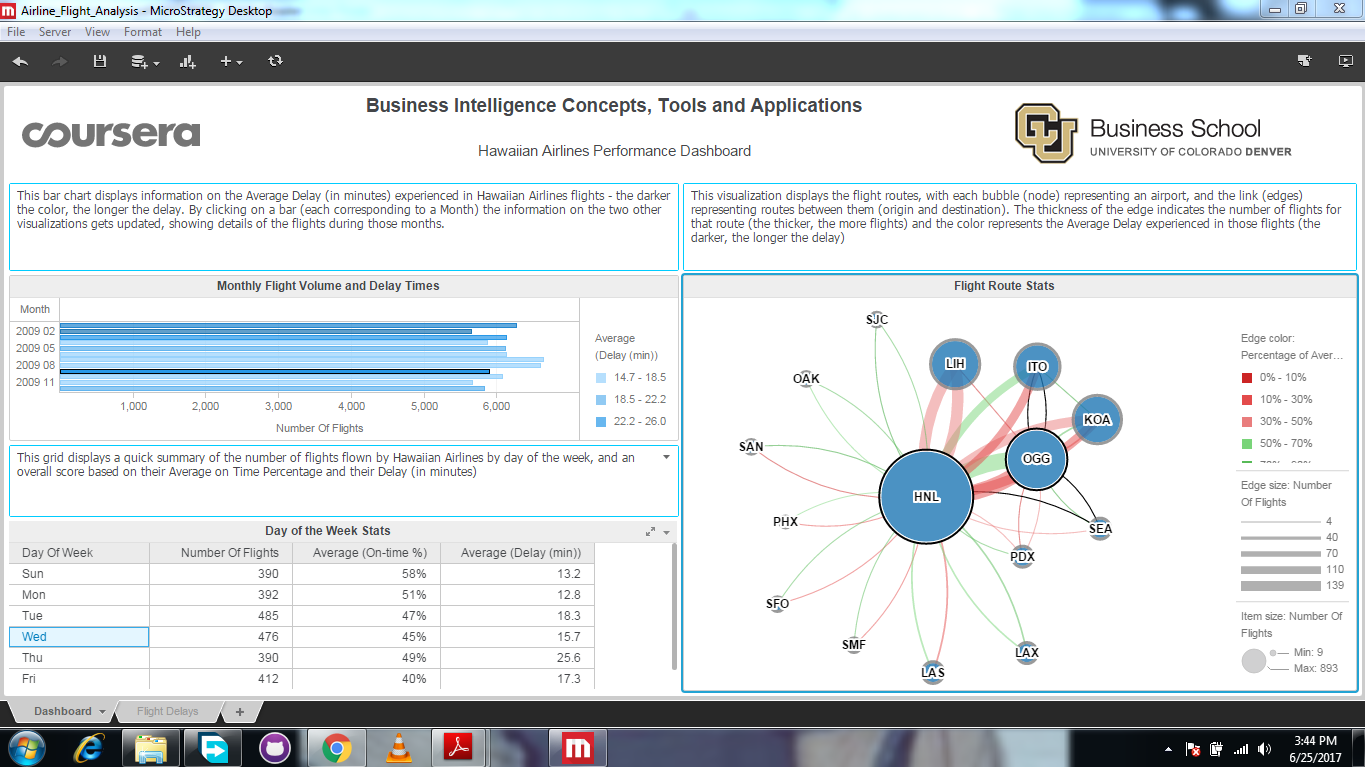 Airline_Flight_Analysis - MicroStrategy Desktop
File Server View Format Help
Business Intelligence Concepts, Tools and Applications
coursera
Hawaiian Airlines Performance Dashboard
CU
Business School
UNIVERSITY OF COLORADO DENVER
This bar chart displays information on the Average Delay (in minutes) experienced in Hawaiian Airlines flights - the darker
the color, the longer the delay. By clicking on a bar (each corresponding to a Month) the information on the two other
visualizations gets updated, showing details of the flights during those months.
This visualization displays the flight routes, with each bubble (node) representing an airport, and the link (edges)
representing routes between them (origin and destination). The thickness of the edge indicates the number of flights for
that route (the thicker, the more flights) and the color represents the Average Delay experienced in those flights (the
darker, the longer the delay)
Monthly Flight Volume and Delay Times
Month
2009 02
2009 05
2009 08
2009 11
1,000 2,000 3,000 4,000 5,000 6,000
Number Of Flights
Average
(Delay (min))
14.7 - 18.5
18.5 - 22.2
22.2 - 26.0
This grid displays a quick summary of the number of flights flown by Hawaiian Airlines by day of the week, and an
overall score based on their Average on Time Percentage and their Delay (in minutes)
Day of the Week Stats
Day Of Week Number Of Flights Average (On-time %) Average (Delay (min))
Sun 390 58% 13.2
Mon 392 51% 12.8
Tue 485 47% 18.3
Wed 476 45% 15.7
Thu 390 49% 25.6
Fri 412 40% 17.3
Flight Route Stats
SJC
LIH
ITO
OAK
KOA
SAN
OGG
HNL
PHX
SEA
PDX
SFO
SMF
LAX
LAS
Edge color:
Percentage of Aver...
0% - 10%
10% - 30%
30% - 50%
50% - 70%
Edge size: Number
Of Flights
4
40
70
110
139
Item size: Number Of
Flights
Min: 9
Max: 893
Dashboard
Flight Delays
3:44 PM
6/25/2017